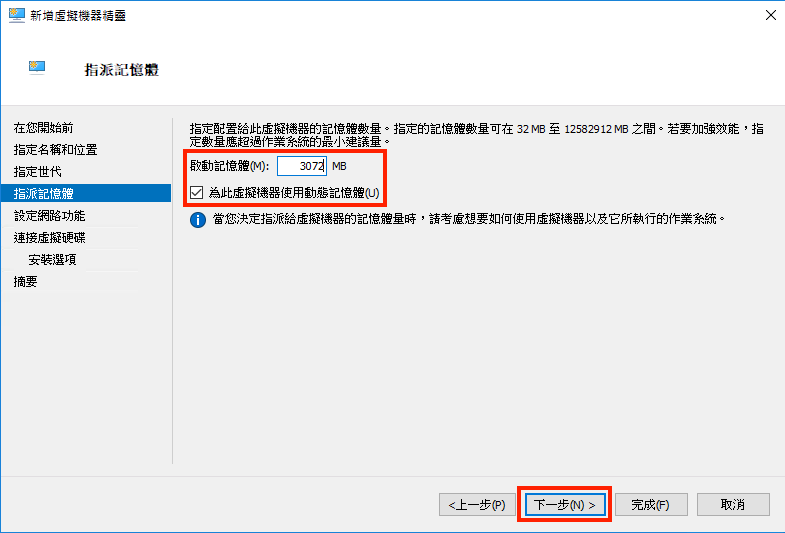 新增虛擬機器精靈
指派記憶體
在您開始前
指定名稱和位置
指定世代
指派記憶體
設定網路功能
連接虛擬硬碟
安裝選項
摘要
指定配置給此虛擬機器的記憶體數量。指定的記憶體數量可在 32 MB 至 12582912 MB 之間。若要加強效能，指
定數量應超過作業系統的最小建議量。
啟動記憶體(M): 3072 MB
為此虛擬機器使用動態記憶體(U)
當您決定指派給虛擬機器的記憶體量時，請考慮想要如何使用虛擬機器以及它所執行的作業系統。
<上一步(P) 下一步(N) > 完成(F) 取消